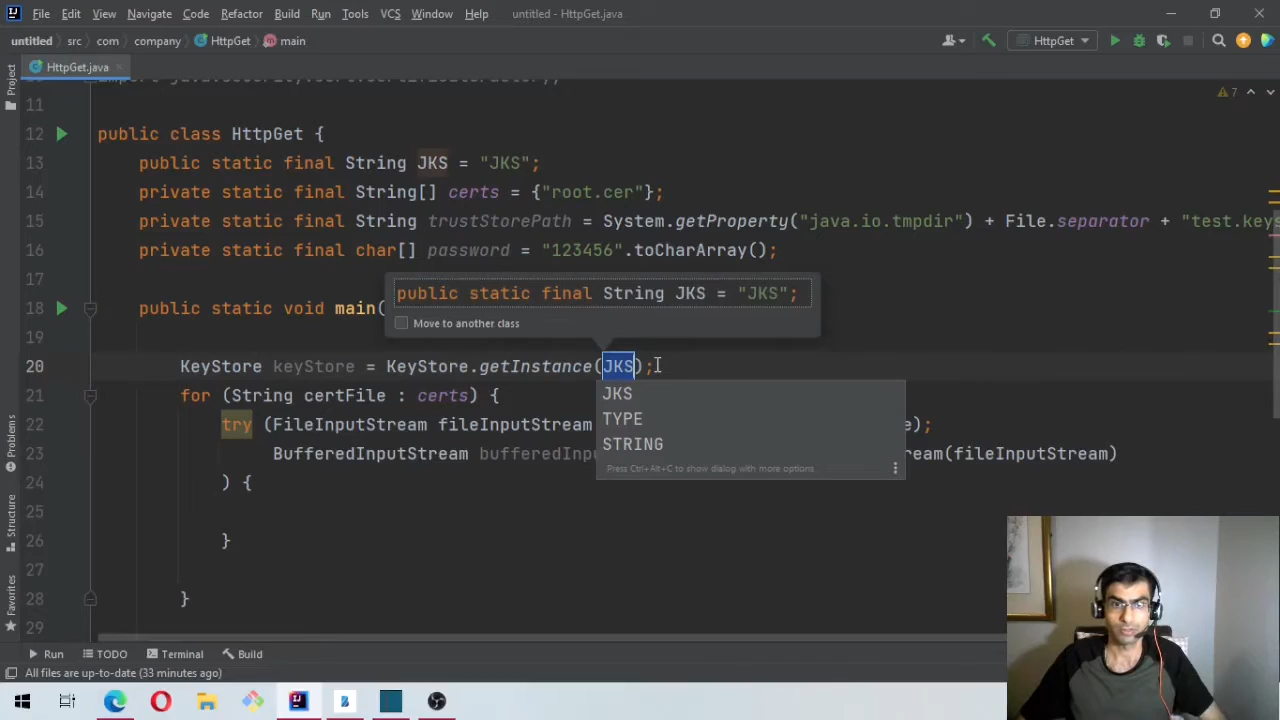 File Edit View Navigate Code Refactor Build Run Tools VCS Window Help untitled - HttpGet.java
untitled src com company HttpGet main HttpGet
Project
HttpGet.java
11
7
12 public class HttpGet {
13 public static final String JKS = "JKS";
14 private static final String[] certs = {"root.cer"};
15 private static final String trustStorePath = System.getProperty("java.io.tmpdir") + File.separator + "test.keys
16 private static final char[] password = "123456".toCharArray();
17
public static final String JKS = "JKS";
18 public static void main(
Move to another class
19
20 KeyStore keyStore = KeyStore.getInstance(JKS);
21 for (String certFile : certs) {
JKS
22 try (FileInputStream fileInputStream e);
TYPE
STRING
23 BufferedInputStream bufferedInpu ream(fileInputStream)
Press Ctrl+Alt+C to show dialog with more options
24 ) {
25
26 }
27
28 }
29
Problems
Structure
Favorites
Run TODO Terminal Build
All files are up-to-date (33 minutes ago)